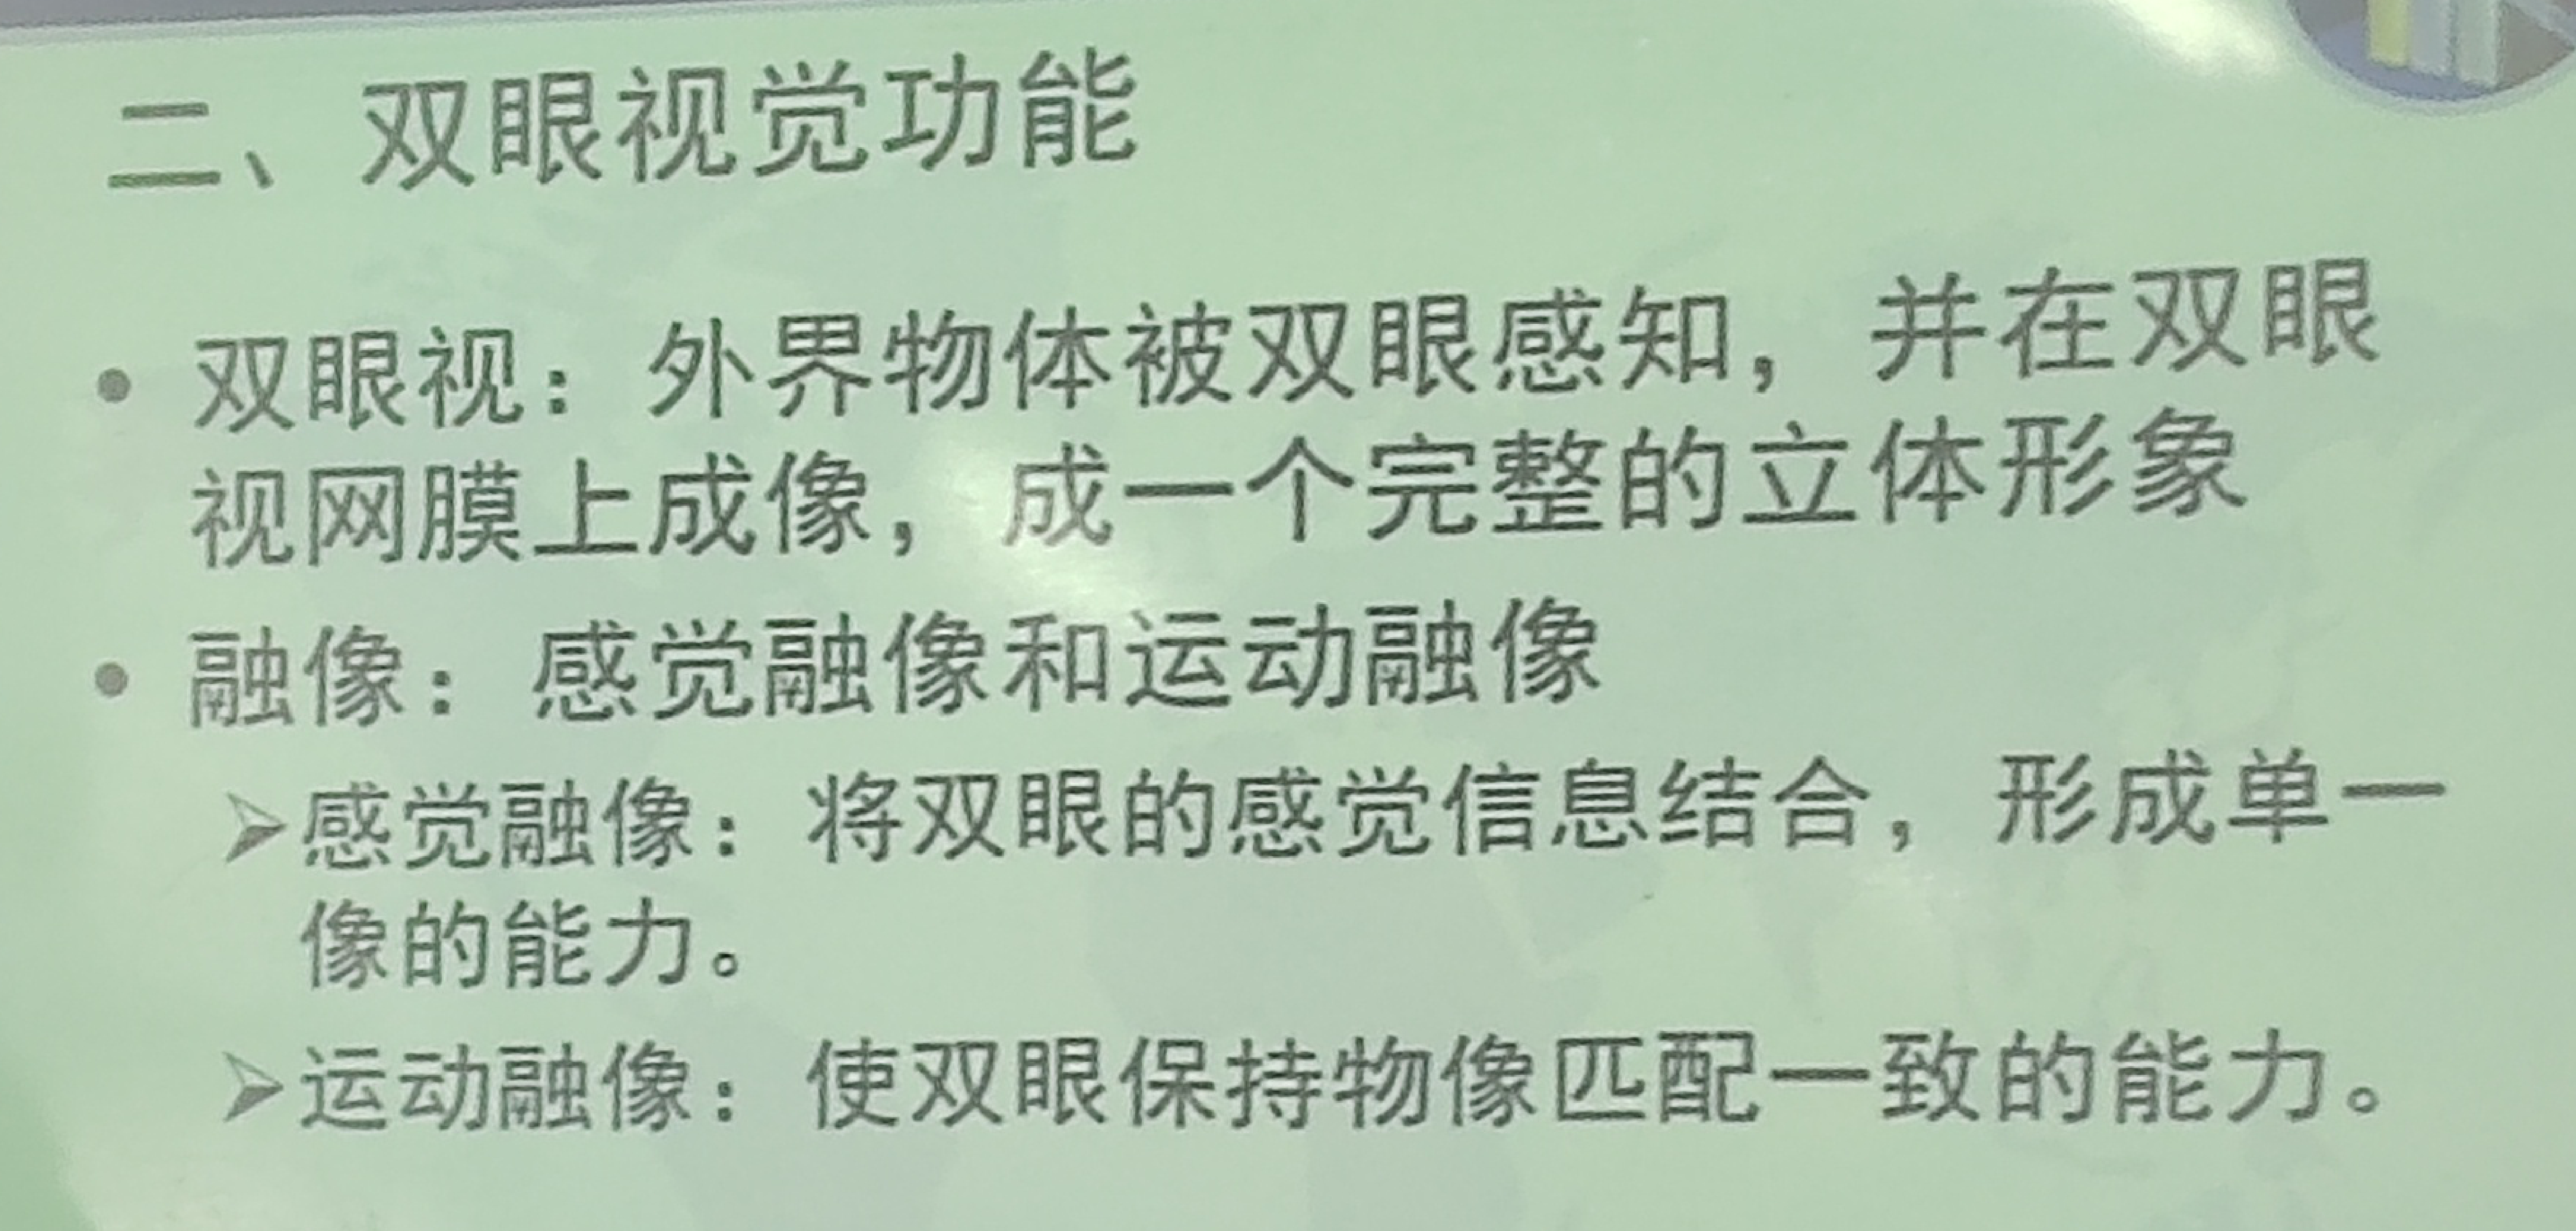 二、双眼视觉功能
• 双眼视：外界物体被双眼感知，并在双眼
视网膜上成像，成一个完整的立体形象
• 融像：感觉融像和运动融像
➢感觉融像：将双眼的感觉信息结合，形成单一
像的能力。
➢运动融像：使双眼保持物像匹配一致的能力。